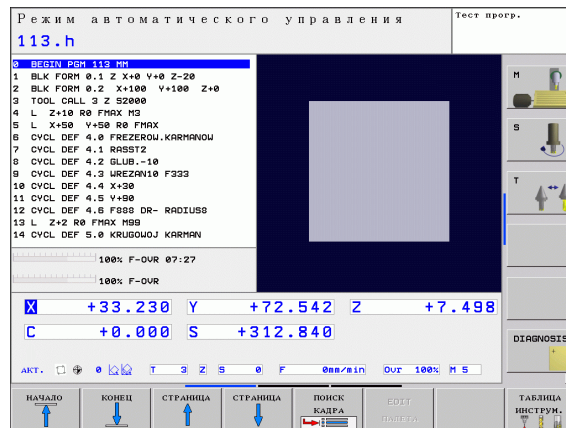 Режим автоматического управления
Тест прогр.
113.h
0 BEGIN PGM 113 MM
1 BLK FORM 0.1 Z X+0 Y+0 Z-20
2 BLK FORM 0.2 X+100 Y+100 Z+0
3 TOOL CALL 3 Z S2000
4 L Z+10 R0 FMAX M3
5 L X+50 Y+50 R0 FMAX
6 CYCL DEF 4.0 FREZEROW.KARMANOW
7 CYCL DEF 4.1 RASST2
8 CYCL DEF 4.2 GLUB.-10
9 CYCL DEF 4.3 WREZAN10 F333
10 CYCL DEF 4.4 X+30
11 CYCL DEF 4.5 Y+90
12 CYCL DEF 4.6 F888 DR- RADIUS8
13 L Z+2 R0 FMAX M99
14 CYCL DEF 5.0 KRUGOWOJ KARMAN
M
S
T
100% F-OVR 07:27
100% F-OVR
X +33.230 Y +72.542 Z +7.498
C +0.000 S +312.840
DIAGNOSIS
АКТ. 0 T 3 Z S 0 F 0mm/min Ovr 100% M 5
НАЧАЛО КОНЕЦ СТРАНИЦА СТРАНИЦА ПОИСК КАДРА EDIT ПАЛЕТА ТАБЛИЦА ИНСТРУМ.